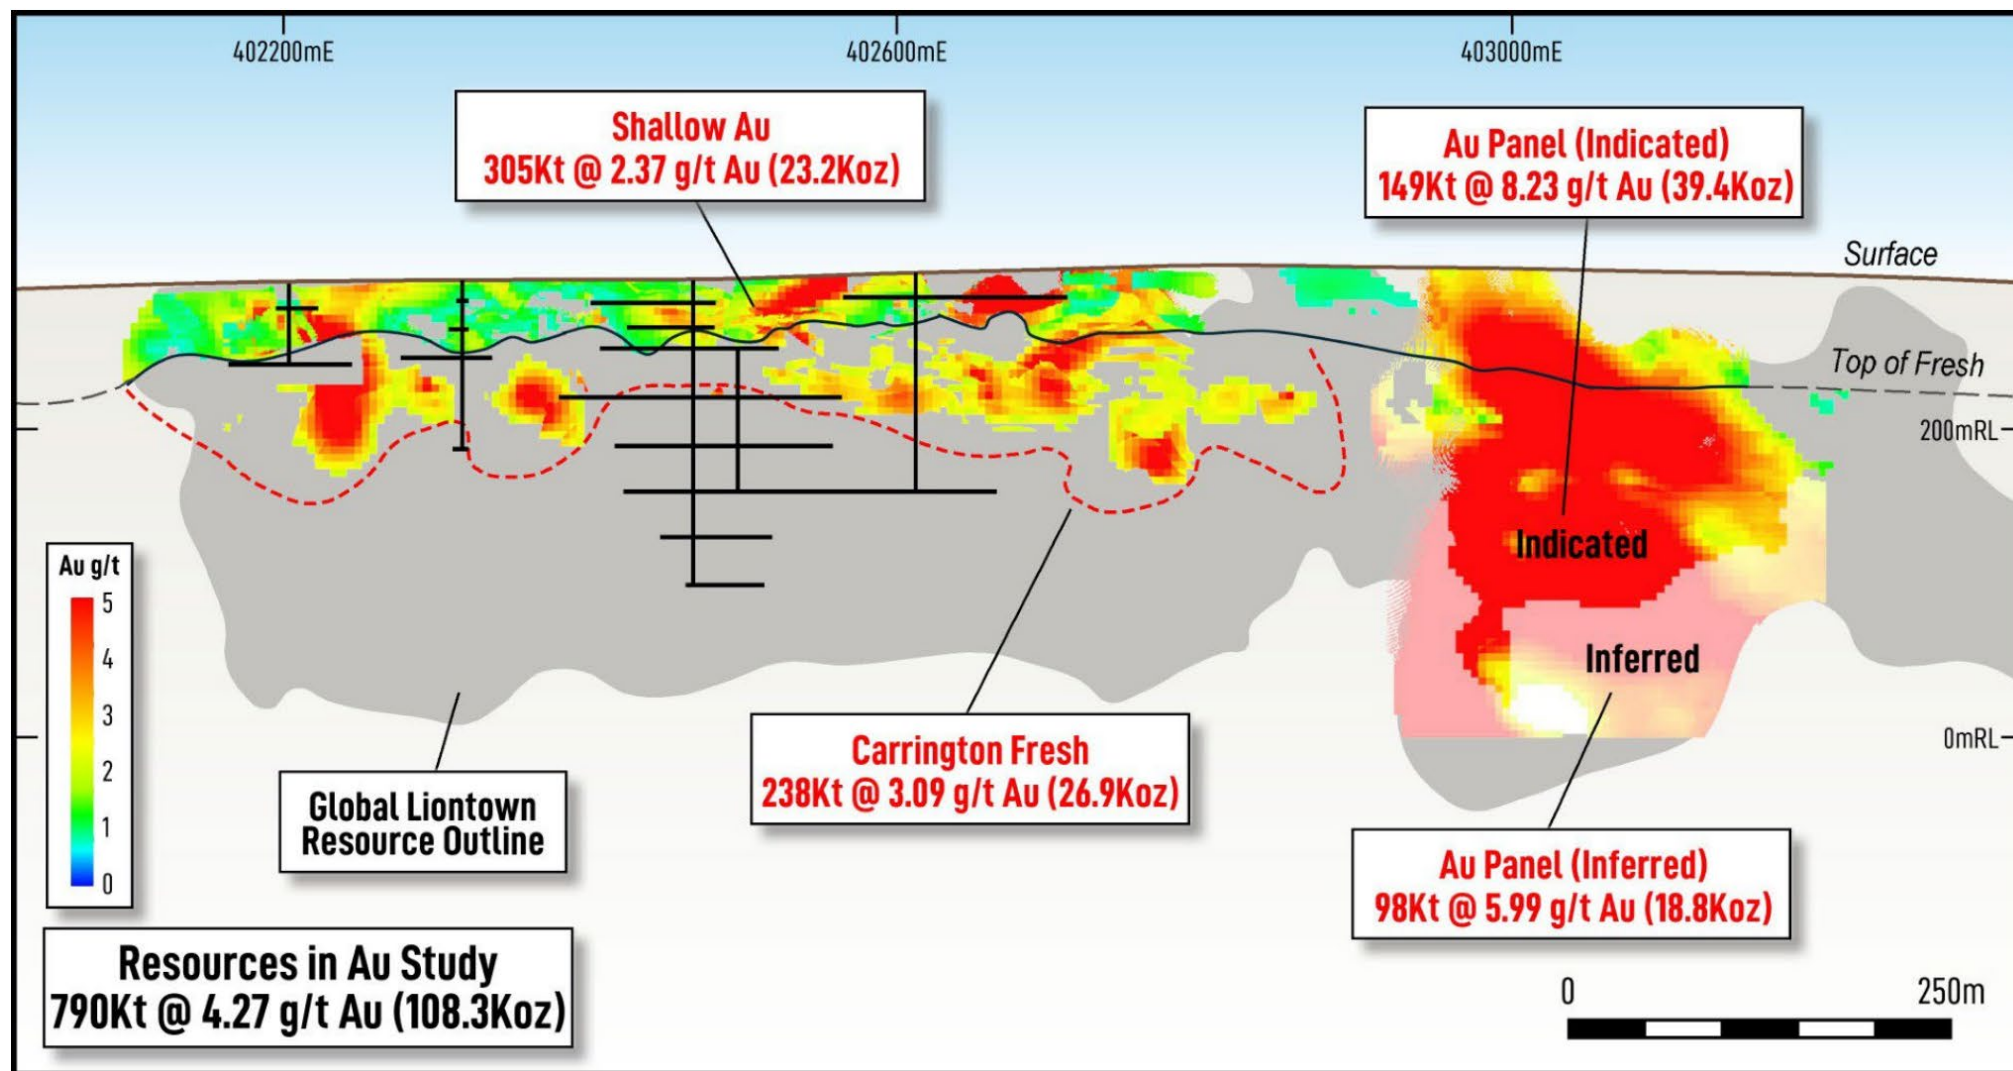 402200mE
402600mE
403000mE
Shallow Au
305Kt @ 2.37 g/t Au (23.2Koz)
Au Panel (Indicated)
149Kt @ 8.23 g/t Au (39.4Koz)
Surface
Top of Fresh
200mRL
Indicated
Inferred
0mRL
Au g/t
5
4
3
2
1
0
Carrington Fresh
238Kt @ 3.09 g/t Au (26.9Koz)
Global Liontown
Resource Outline
Au Panel (Inferred)
98Kt @ 5.99 g/t Au (18.8Koz)
Resources in Au Study
790Kt @ 4.27 g/t Au (108.3Koz)
0
250m